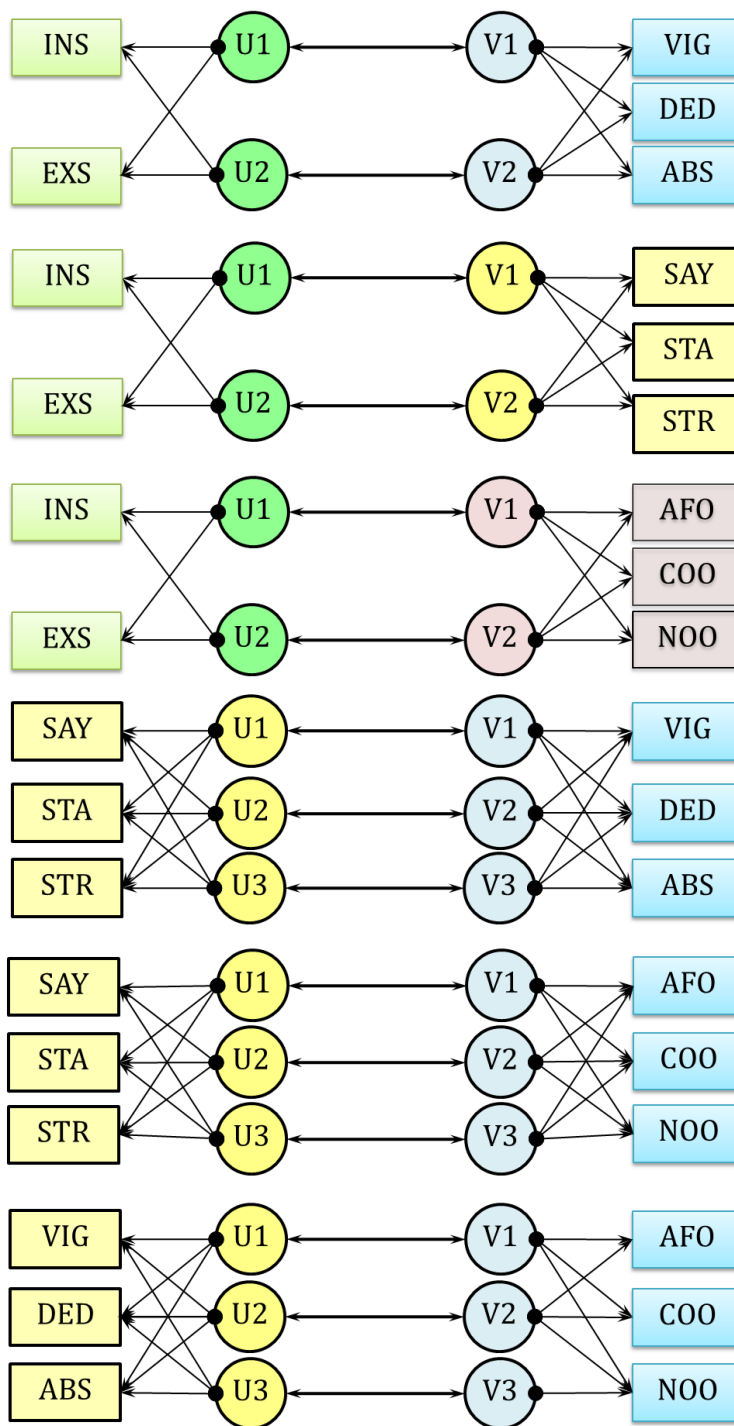 INS U1 V1 VIG
DED
EXS U2 V2 ABS
INS U1 V1 SAY
STA
EXS U2 V2 STR
INS U1 V1 AFO
COO
EXS U2 V2 NOO
SAY U1 V1 VIG
STA U2 V2 DED
STR U3 V3 ABS
SAY U1 V1 AFO
STA U2 V2 COO
STR U3 V3 NOO
VIG U1 V1 AFO
DED U2 V2 COO
ABS U3 V3 NOO